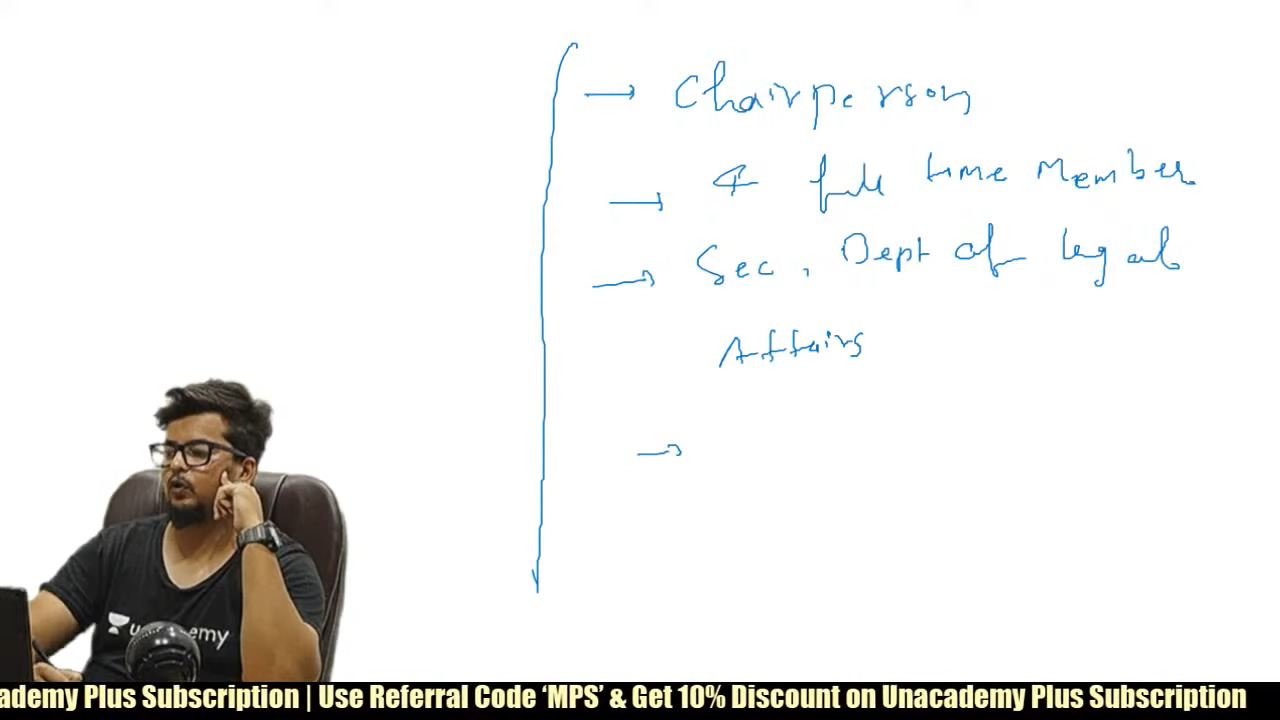 → Chairperson
→ 4 full time Member
→ Sec, Dept of legal
Affairs
→
unacademy
ademy Plus Subscription | Use Referral Code ‘MPS’ & Get 10% Discount on Unacademy Plus Subscription